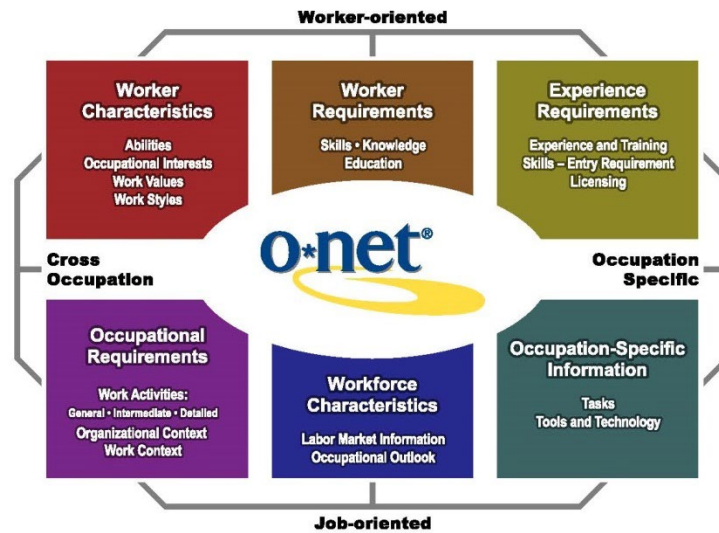 Worker-oriented
Worker
Characteristics
Abilities
Occupational Interests
Work Values
Work Styles
Worker
Requirements
Skills • Knowledge
Education
Experience
Requirements
Experience and Training
Skills – Entry Requirement
Licensing
o*net®
Cross
Occupation
Occupation
Specific
Occupational
Requirements
Work Activities:
General • Intermediate • Detailed
Organizational Context
Work Context
Workforce
Characteristics
Labor Market Information
Occupational Outlook
Occupation-Specific
Information
Tasks
Tools and Technology
Job-oriented